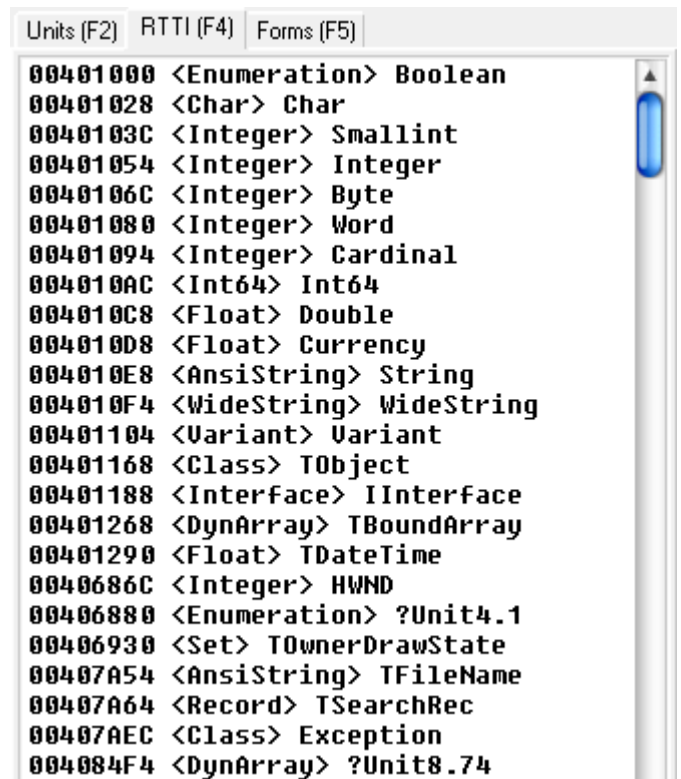 Units (F2) RTTI (F4) Forms (F5)
00401000 <Enumeration> Boolean
00401028 <Char> Char
0040103C <Integer> Smallint
00401054 <Integer> Integer
0040106C <Integer> Byte
00401080 <Integer> Word
00401094 <Integer> Cardinal
004010AC <Int64> Int64
004010C8 <Float> Double
004010D8 <Float> Currency
004010E8 <AnsiString> String
004010F4 <WideString> WideString
00401104 <Variant> Variant
00401168 <Class> TObject
00401188 <Interface> IInterface
00401268 <DynArray> TBoundArray
00401290 <Float> TDateTime
0040686C <Integer> HWND
00406880 <Enumeration> ?Unit4.1
00406930 <Set> TOwnerDrawState
00407A54 <AnsiString> TFileName
00407A64 <Record> TSearchRec
00407AEC <Class> Exception
004084F4 <DynArray> ?Unit8.74